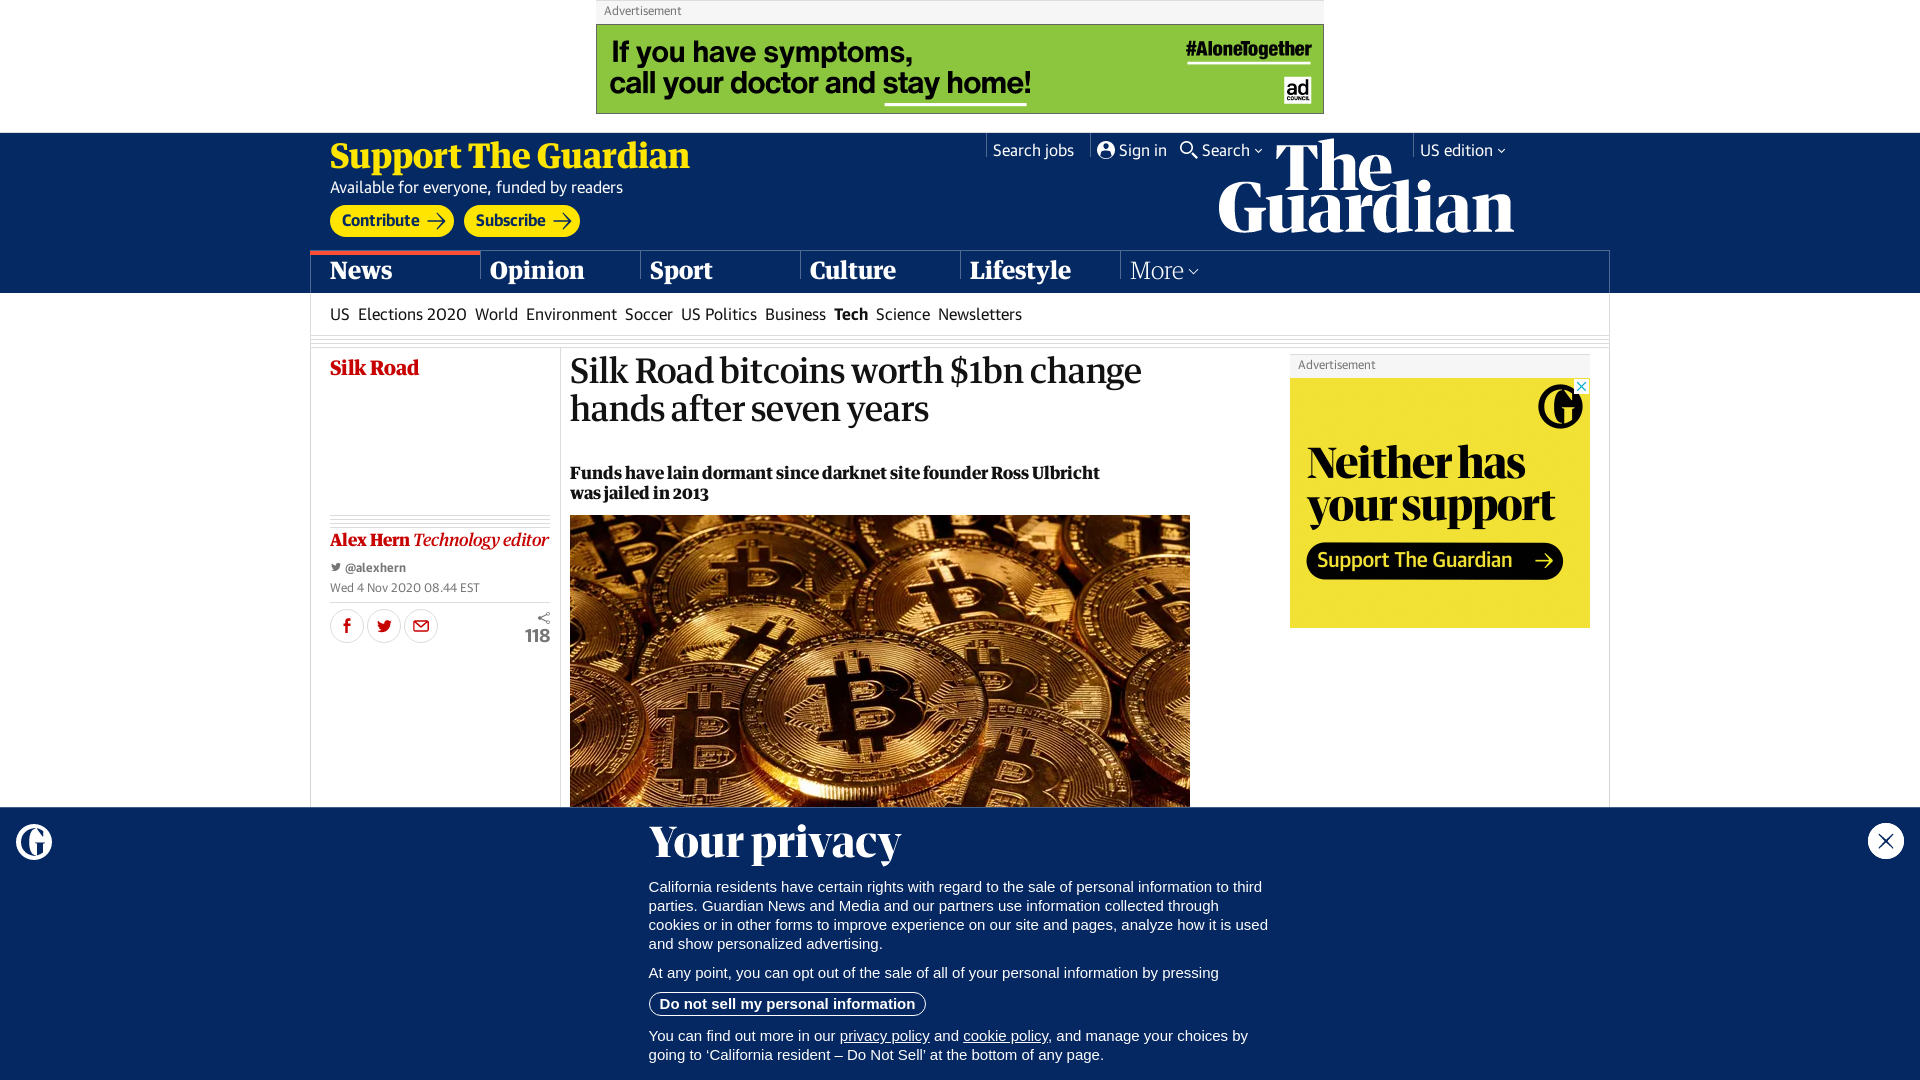 Advertisement
If you have symptoms,
call your doctor and stay home!
#AloneTogether
ad
COUNCIL
Support The Guardian
Available for everyone, funded by readers
Contribute
Subscribe
Search jobs
Sign in
Search
US edition
The
Guardian
News
Opinion
Sport
Culture
Lifestyle
More
US Elections 2020 World Environment Soccer US Politics Business Tech Science Newsletters
Silk Road
Silk Road bitcoins worth $1bn change
hands after seven years
Funds have lain dormant since darknet site founder Ross Ulbricht
was jailed in 2013
Alex Hern Technology editor
@alexhern
Wed 4 Nov 2020 08.44 EST
118
Advertisement
Neither has
your support
Support The Guardian
Your privacy
California residents have certain rights with regard to the sale of personal information to third
parties. Guardian News and Media and our partners use information collected through
cookies or in other forms to improve experience on our site and pages, analyze how it is used
and show personalized advertising.
At any point, you can opt out of the sale of all of your personal information by pressing
Do not sell my personal information
You can find out more in our privacy policy and cookie policy, and manage your choices by
going to ‘California resident – Do Not Sell’ at the bottom of any page.